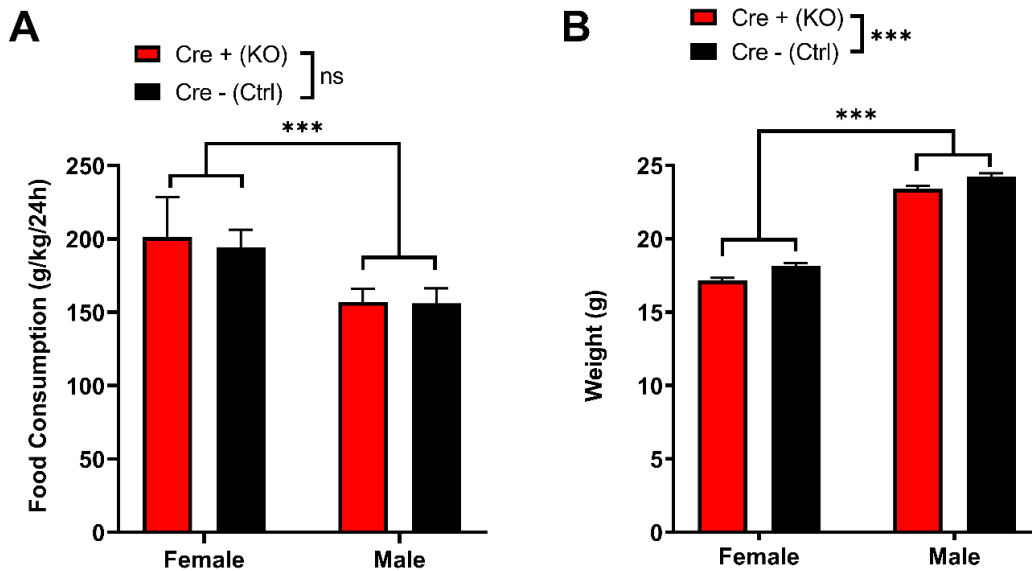 A
Cre + (KO)
Cre - (Ctrl)
ns
***
Food Consumption (g/kg/24h)
250
200
150
100
50
0
Female
Male
B
Cre + (KO)
Cre - (Ctrl)
***
***
Weight (g)
25
20
15
10
5
0
Female
Male